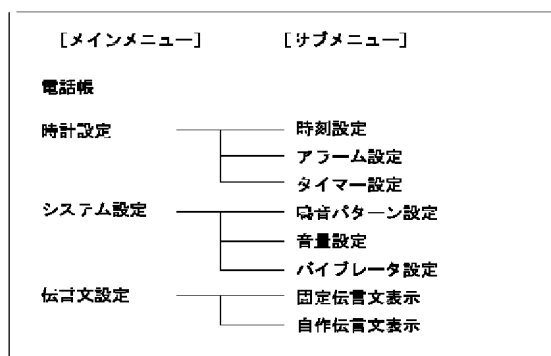 [メインメニュー] [サブメニュー]
電話帳
時計設定 時刻設定
アラーム設定
タイマー設定
システム設定 鳴音パターン設定
音量設定
バイブレータ設定
伝言文設定 固定伝言文表示
自作伝言文表示